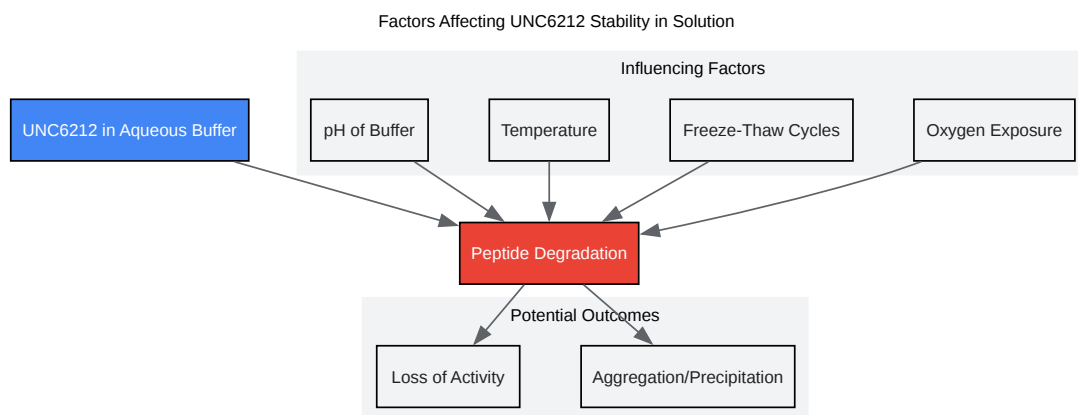 Factors Affecting UNC6212 Stability in Solution
Influencing Factors
UNC6212 in Aqueous Buffer
pH of Buffer
Temperature
Freeze-Thaw Cycles
Oxygen Exposure
Peptide Degradation
Potential Outcomes
Loss of Activity
Aggregation/Precipitation